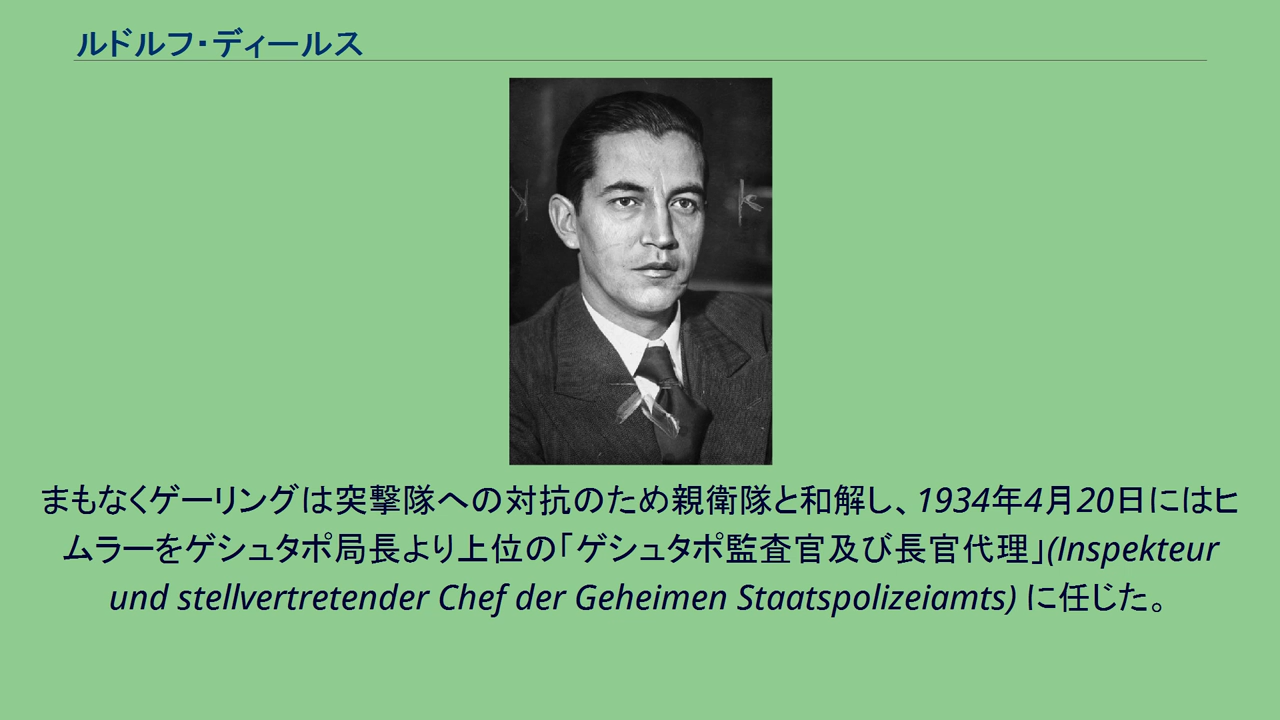 ルドルフ・ディールス
まもなくゲーリングは突撃隊への対抗のため親衛隊と和解し、1934年4月20日にはヒ
ムラーをゲシュタポ局長より上位の「ゲシュタポ監査官及び長官代理」(Inspekteur
und stellvertretender Chef der Geheimen Staatspolizeiamts) に任じた。